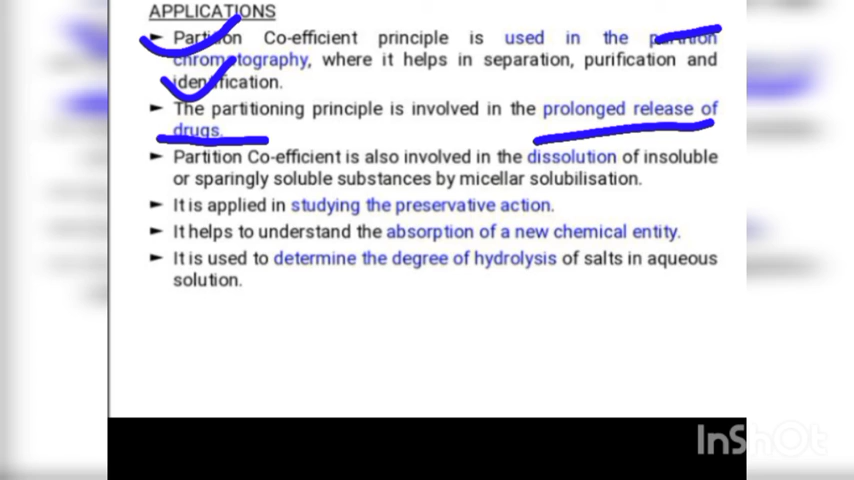 APPLICATIONS
► Partition Co-efficient principle is used in the partition
chromatography, where it helps in separation, purification and
identification.
► The partitioning principle is involved in the prolonged release of
drugs.
► Partition Co-efficient is also involved in the dissolution of insoluble
or sparingly soluble substances by micellar solubilisation.
► It is applied in studying the preservative action.
► It helps to understand the absorption of a new chemical entity.
► It is used to determine the degree of hydrolysis of salts in aqueous
solution.
InShOt